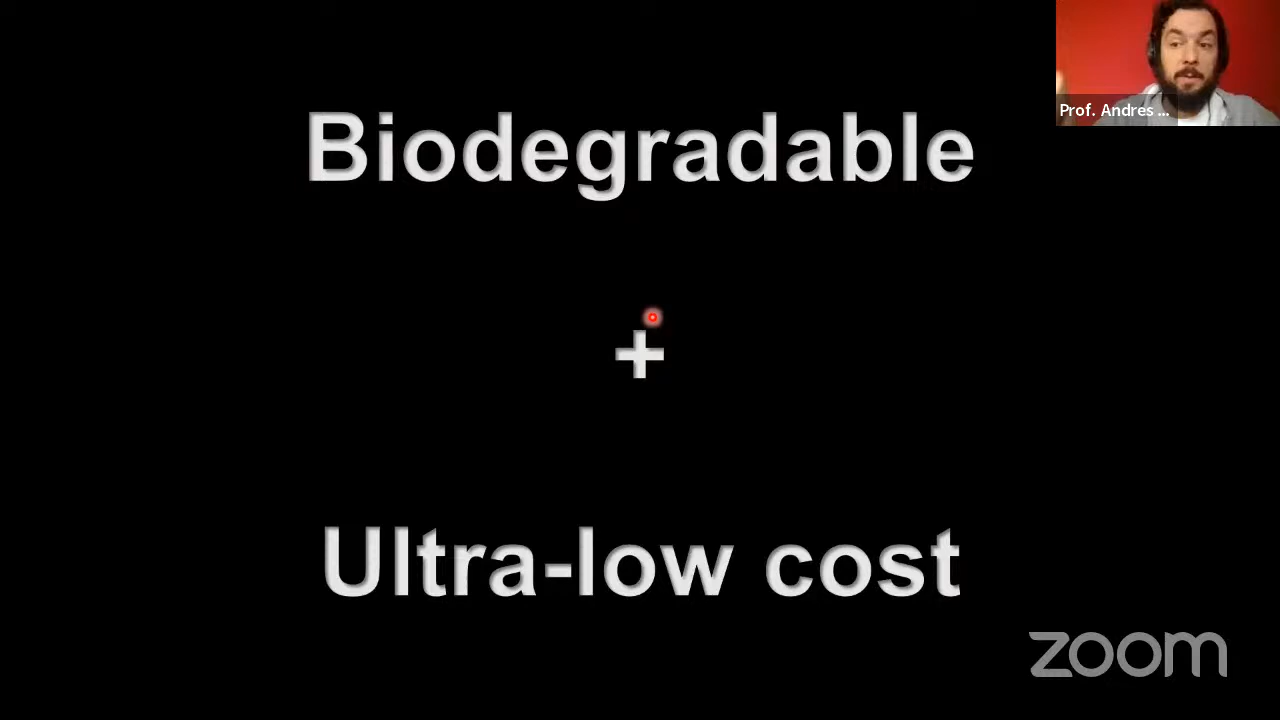 Prof. Andres ...
Biodegradable
+
Ultra-low cost
zoom